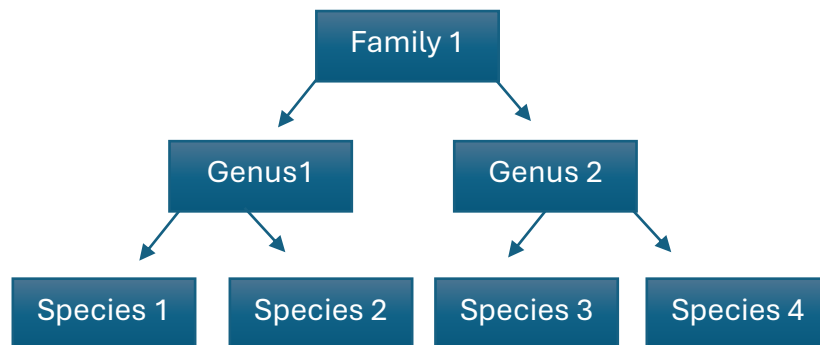 Family 1
Genus1
Genus 2
Species 1
Species 2
Species 3
Species 4